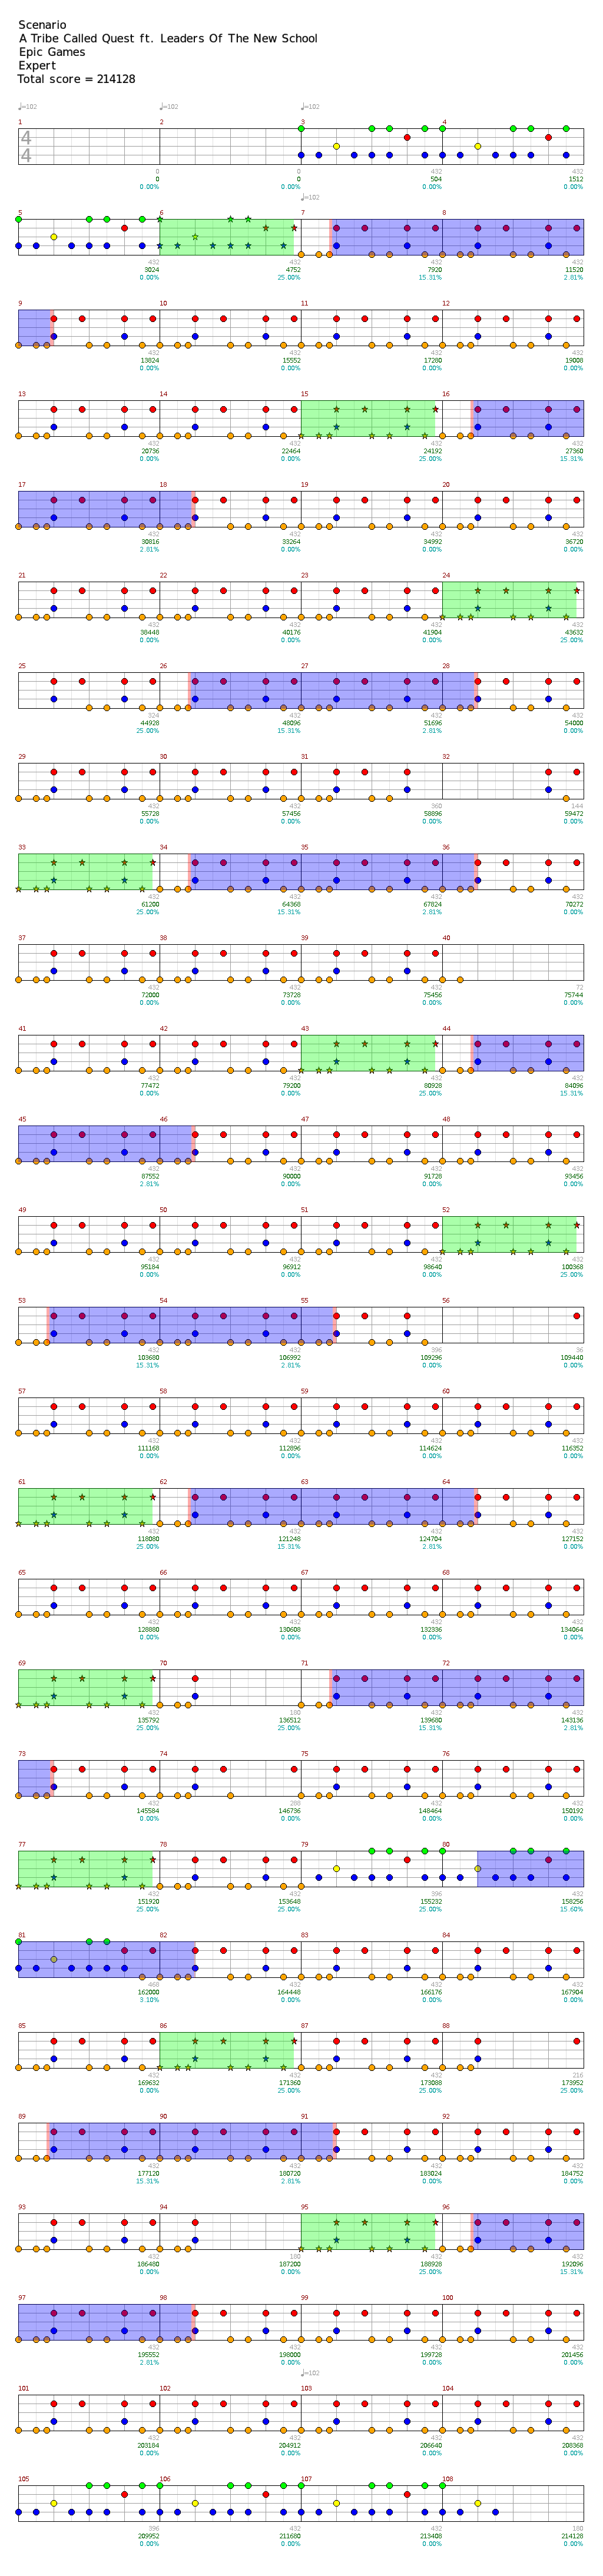 Scenario
A Tribe Called Quest ft. Leaders Of The New School
Epic Games
Expert
Total score = 214128
♩=102 ♩=102 ♩=102
1 2 3 4
4
4
0 0 432 432
0 0 504 1512
0.00% 0.00% 0.00% 0.00%
♩=102
5 6 7 8
432 432 432 432
3024 4752 7920 11520
0.00% 25.00% 15.31% 2.81%
9 10 11 12
432 432 432 432
13824 15552 17280 19008
0.00% 0.00% 0.00% 0.00%
13 14 15 16
432 432 432 432
20736 22464 24192 27360
0.00% 0.00% 25.00% 15.31%
17 18 19 20
432 432 432 432
30816 33264 34992 36720
2.81% 0.00% 0.00% 0.00%
21 22 23 24
432 432 432 432
38448 40176 41904 43632
0.00% 0.00% 0.00% 25.00%
25 26 27 28
324 432 432 432
44928 48096 51696 54000
25.00% 15.31% 2.81% 0.00%
29 30 31 32
432 432 360 144
55728 57456 58896 59472
0.00% 0.00% 0.00% 0.00%
33 34 35 36
432 432 432 432
61200 64368 67824 70272
25.00% 15.31% 2.81% 0.00%
37 38 39 40
432 432 432 72
72000 73728 75456 75744
0.00% 0.00% 0.00% 0.00%
41 42 43 44
432 432 432 432
77472 79200 80928 84096
0.00% 0.00% 25.00% 15.31%
45 46 47 48
432 432 432 432
87552 90000 91728 93456
2.81% 0.00% 0.00% 0.00%
49 50 51 52
432 432 432 432
95184 96912 98640 100368
0.00% 0.00% 0.00% 25.00%
53 54 55 56
432 432 396 36
103680 106992 109296 109440
15.31% 2.81% 0.00% 0.00%
57 58 59 60
432 432 432 432
111168 112896 114624 116352
0.00% 0.00% 0.00% 0.00%
61 62 63 64
432 432 432 432
118080 121248 124704 127152
25.00% 15.31% 2.81% 0.00%
65 66 67 68
432 432 432 432
128880 130608 132336 134064
0.00% 0.00% 0.00% 0.00%
69 70 71 72
432 180 432 432
135792 136512 139680 143136
25.00% 25.00% 15.31% 2.81%
73 74 75 76
432 288 432 432
145584 146736 148464 150192
0.00% 0.00% 0.00% 0.00%
77 78 79 80
432 432 396 432
151920 153648 155232 158256
25.00% 25.00% 25.00% 15.60%
81 82 83 84
468 432 432 432
162000 164448 166176 167904
3.10% 0.00% 0.00% 0.00%
85 86 87 88
432 432 432 216
169632 171360 173088 173952
0.00% 25.00% 25.00% 25.00%
89 90 91 92
432 432 432 432
177120 180720 183024 184752
15.31% 2.81% 0.00% 0.00%
93 94 95 96
432 180 432 432
186480 187200 188928 192096
0.00% 0.00% 25.00% 15.31%
97 98 99 100
432 432 432 432
195552 198000 199728 201456
2.81% 0.00% 0.00% 0.00%
♩=102
101 102 103 104
432 432 432 432
203184 204912 206640 208368
0.00% 0.00% 0.00% 0.00%
105 106 107 108
396 432 432 180
209952 211680 213408 214128
0.00% 0.00% 0.00% 0.00%